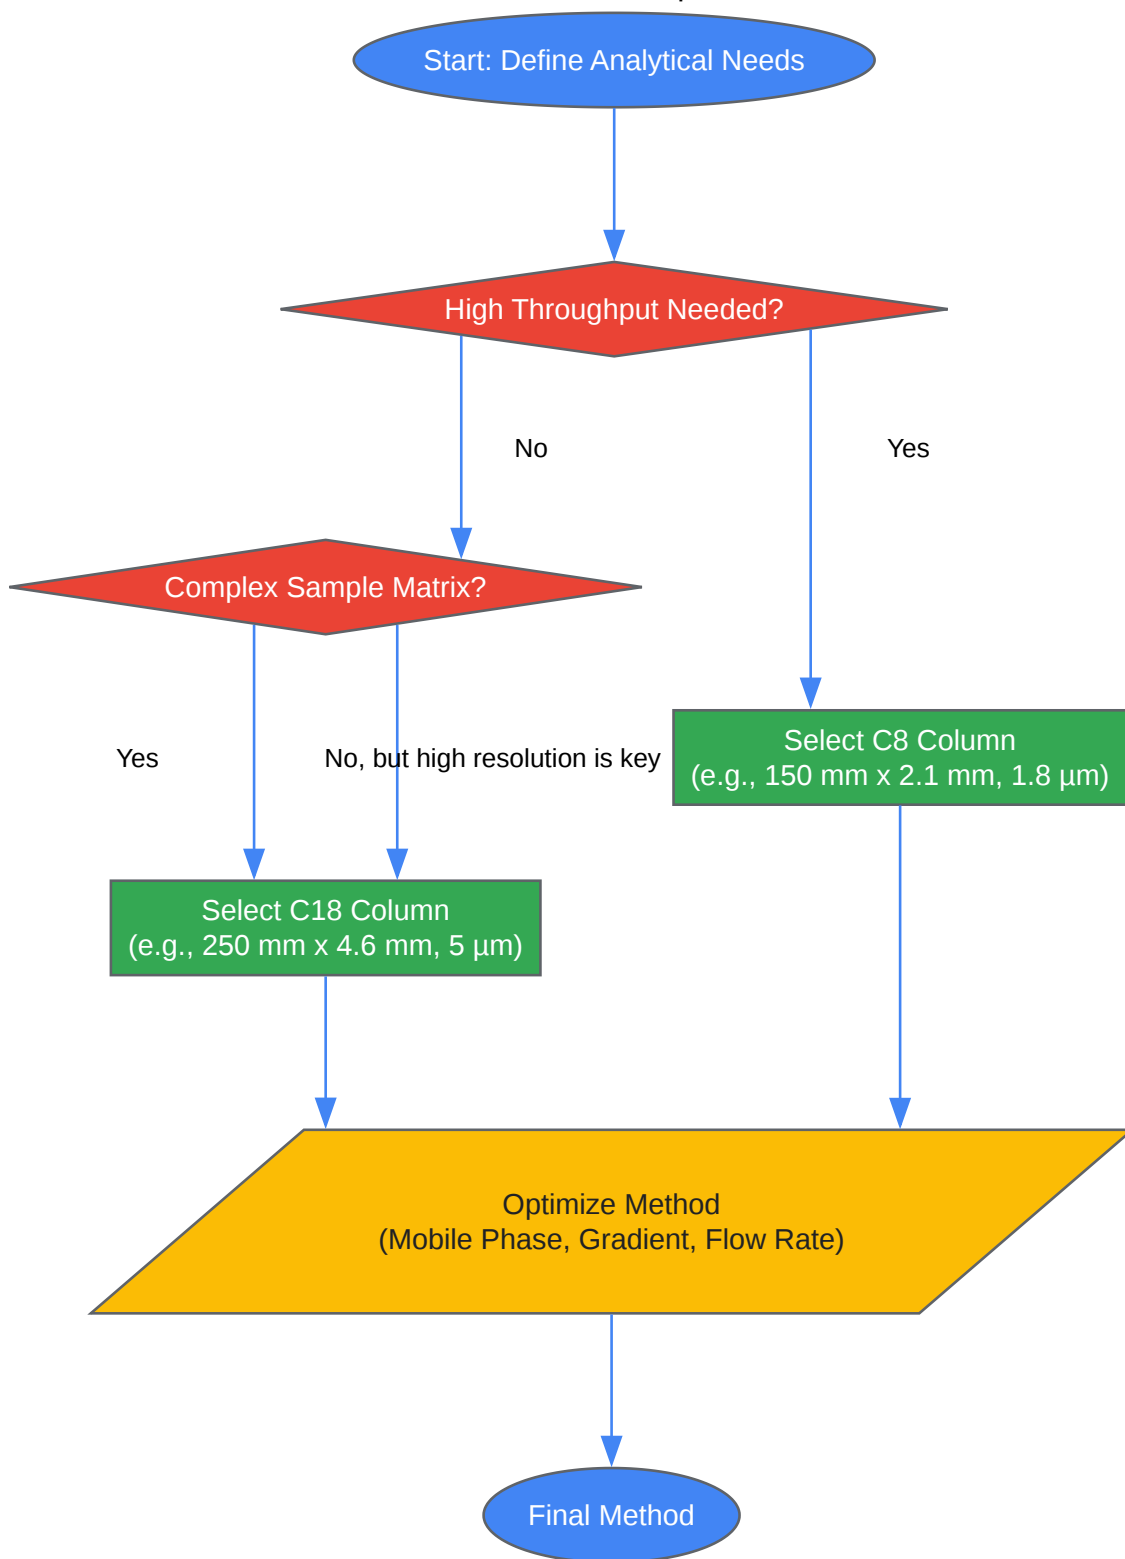 Start: Define Analytical Needs
High Throughput Needed?
No
Yes
Complex Sample Matrix?
Yes
No, but high resolution is key
Select C8 Column
(e.g., 150 mm x 2.1 mm, 1.8 µm)
Select C18 Column
(e.g., 250 mm x 4.6 mm, 5 µm)
Optimize Method
(Mobile Phase, Gradient, Flow Rate)
Final Method